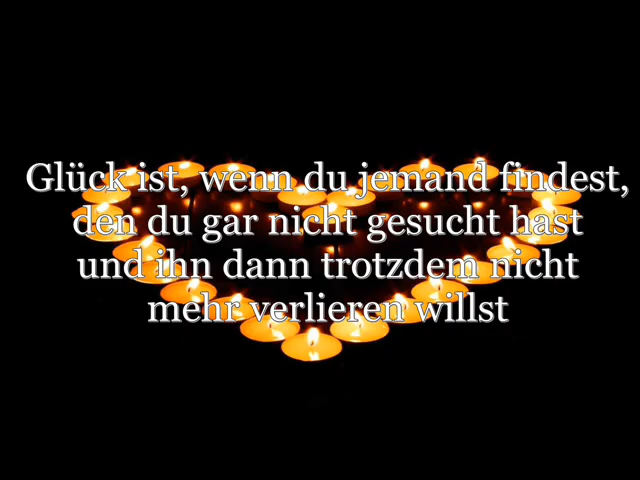 Glück ist, wenn du jemand findest,
den du gar nicht gesucht hast
und ihn dann trotzdem nicht
mehr verlieren willst